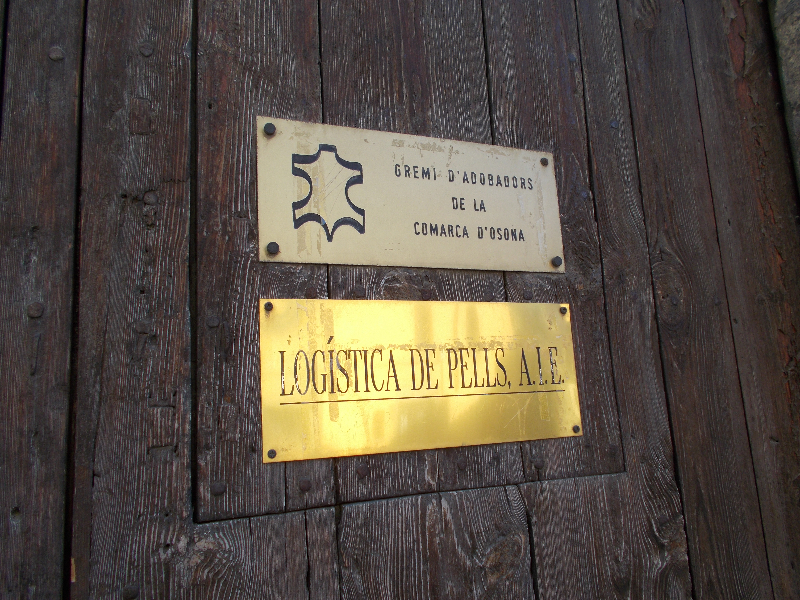 GREMI D'ADOBADORS
DE LA
COMARCA D'OSONA
LOGÍSTICA DE PELLS, A.I.E.